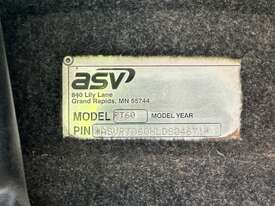 asv
840 Lily Lane
Grand Rapids, MN 55744
MODEL RT60 MODEL YEAR
PIN